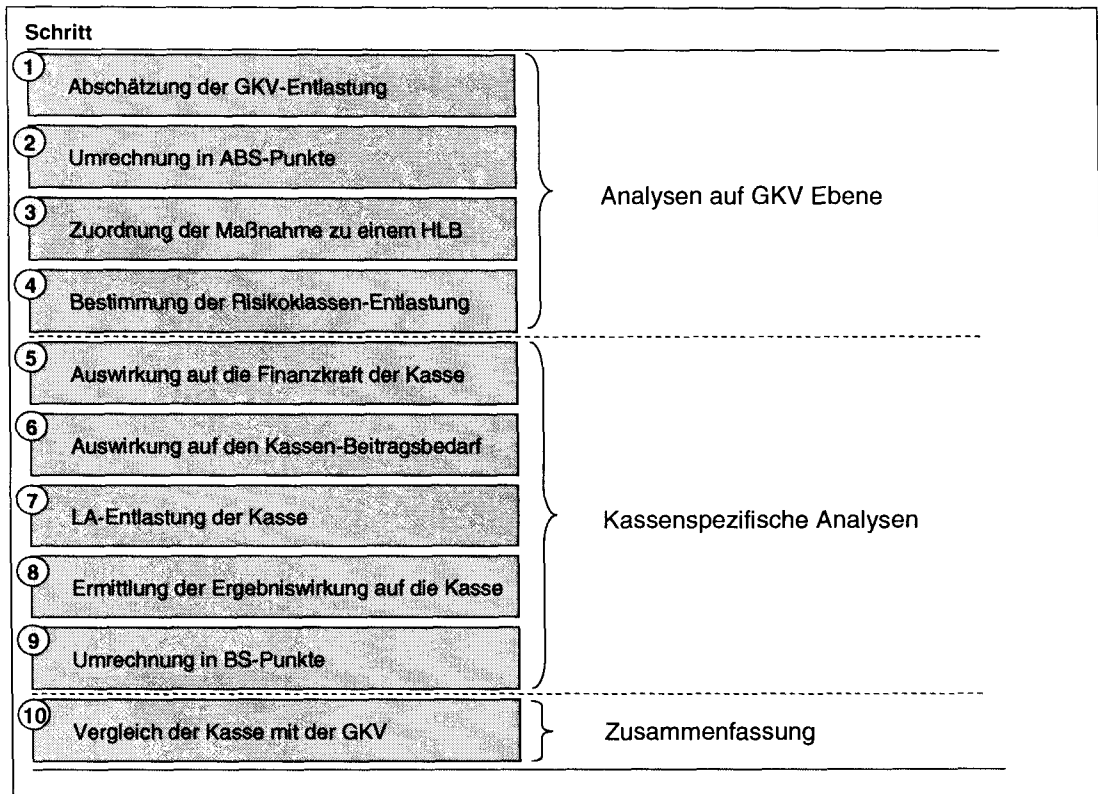 Schritt
1
Abschätzung der GKV-Entlastung
2
Umrechnung in ABS-Punkte
3
Zuordnung der Maßnahme zu einem HLB
4
Bestimmung der Risikoklassen-Entlastung
Analysen auf GKV Ebene
5
Auswirkung auf die Finanzkraft der Kasse
6
Auswirkung auf den Kassen-Beitragsbedarf
7
LA-Entlastung der Kasse
8
Ermittlung der Ergebniswirkung auf die Kasse
9
Umrechnung in BS-Punkte
Kassenspezifische Analysen
10
Vergleich der Kasse mit der GKV
Zusammenfassung